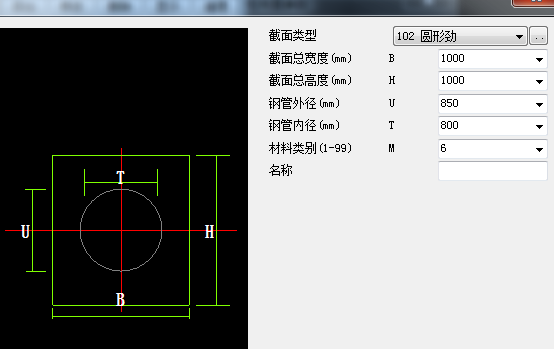 截面类型 102 圆形劲 ..
截面总宽度(mm) B 1000
截面总高度(mm) H 1000
钢管外径(mm) U 850
钢管内径(mm) T 800
材料类别(1-99) M 6
名称
T
U H
B